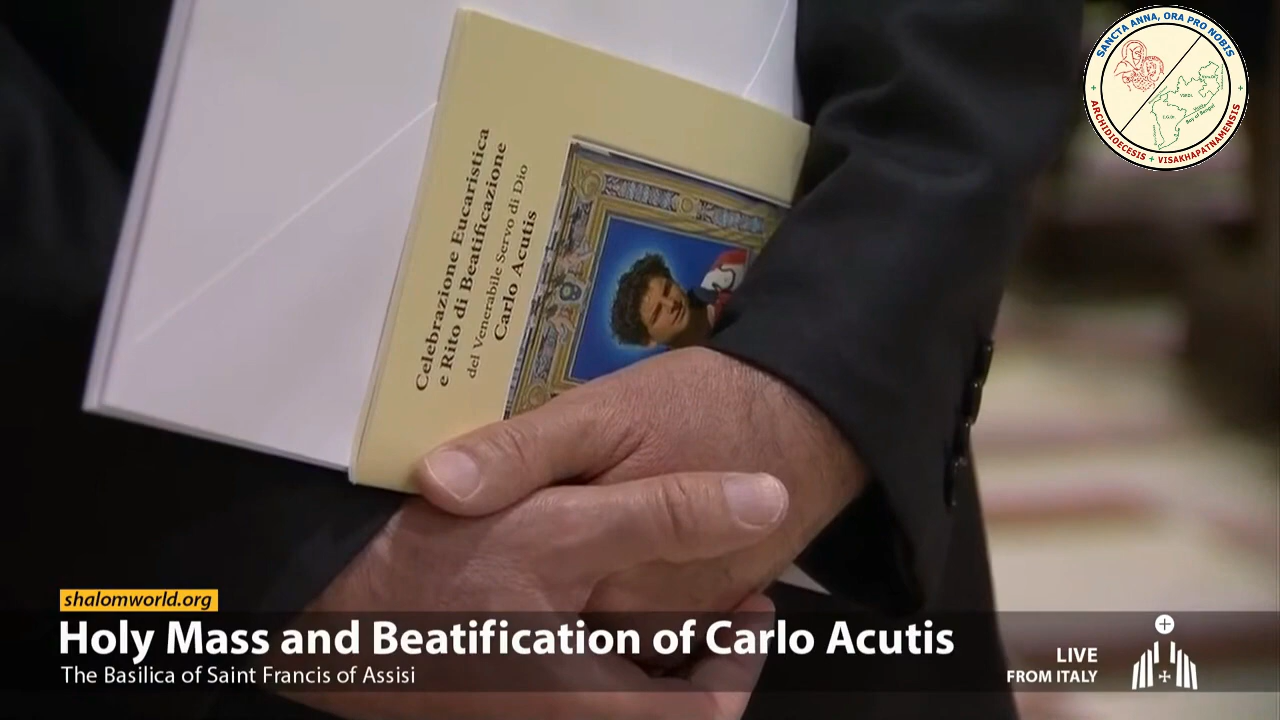 SANCTA ANNA, ORA PRO NOBIS
+ ARCHIDIOECESIS + VISAKHAPATNAMENSIS +
Celebrazione Eucaristica
e Rito di Beatificazione
del Venerabile Servo di Dio
Carlo Acutis
shalomworld.org
Holy Mass and Beatification of Carlo Acutis
The Basilica of Saint Francis of Assisi
LIVE
FROM ITALY